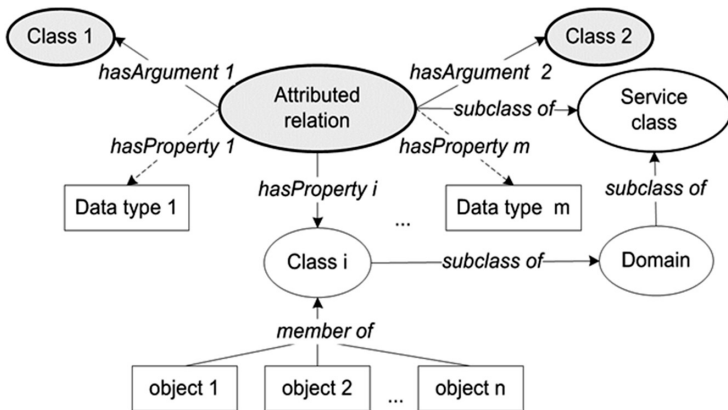 Class 1
Class 2
hasArgument 1
hasArgument 2
Attributed
relation
subclass of
Service
class
hasProperty 1
hasProperty m
hasProperty i
subclass of
Data type 1
...
Data type m
Class i
subclass of
Domain
member of
object 1
object 2
...
object n